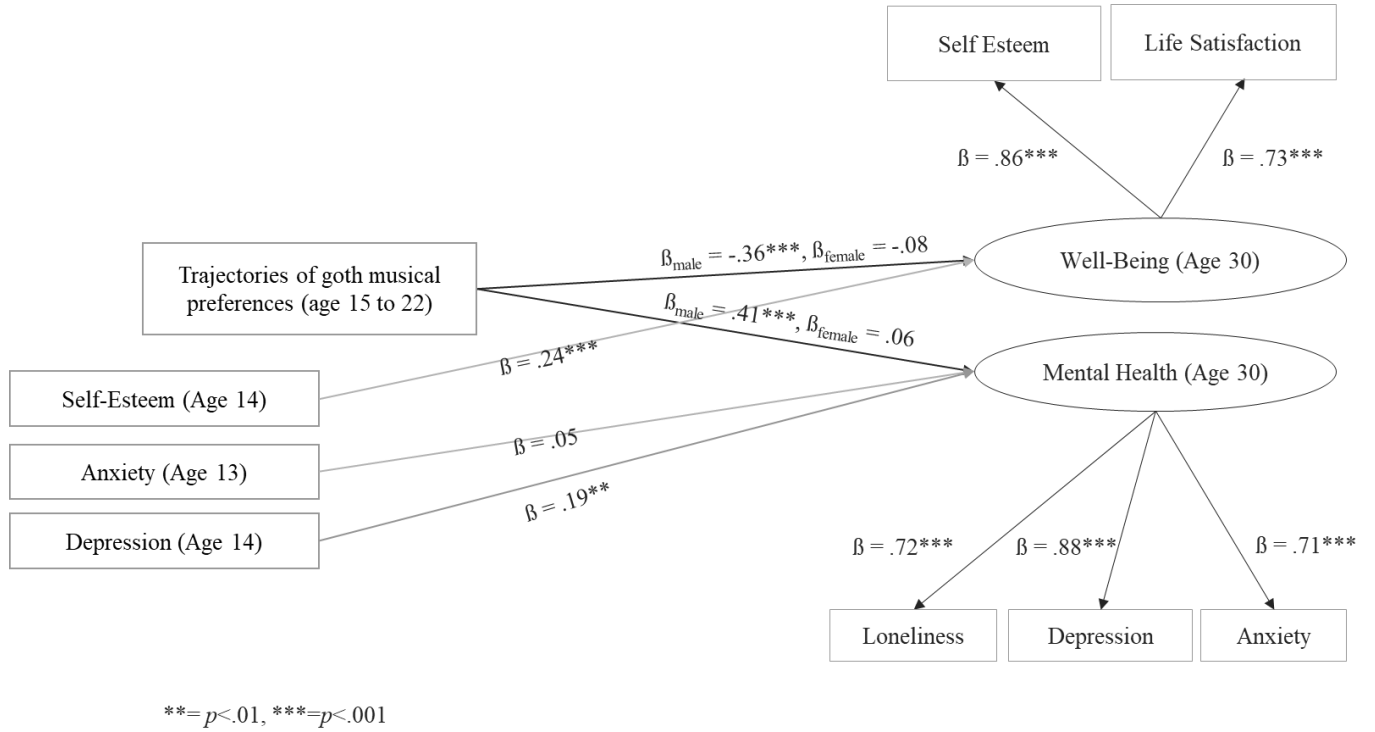 Self Esteem
Life Satisfaction
ß = .86***
ß = .73***
Trajectories of goth musical
preferences (age 15 to 22)
ßmale = -.36***, ßfemale = -.08
Well-Being (Age 30)
ßmale = .41***, ßfemale = .06
ß = .24***
Mental Health (Age 30)
Self-Esteem (Age 14)
ß = .05
Anxiety (Age 13)
ß = .19**
Depression (Age 14)
ß = .72***
ß = .88***
ß = .71***
Loneliness
Depression
Anxiety
**=p<.01, ***=p<.001